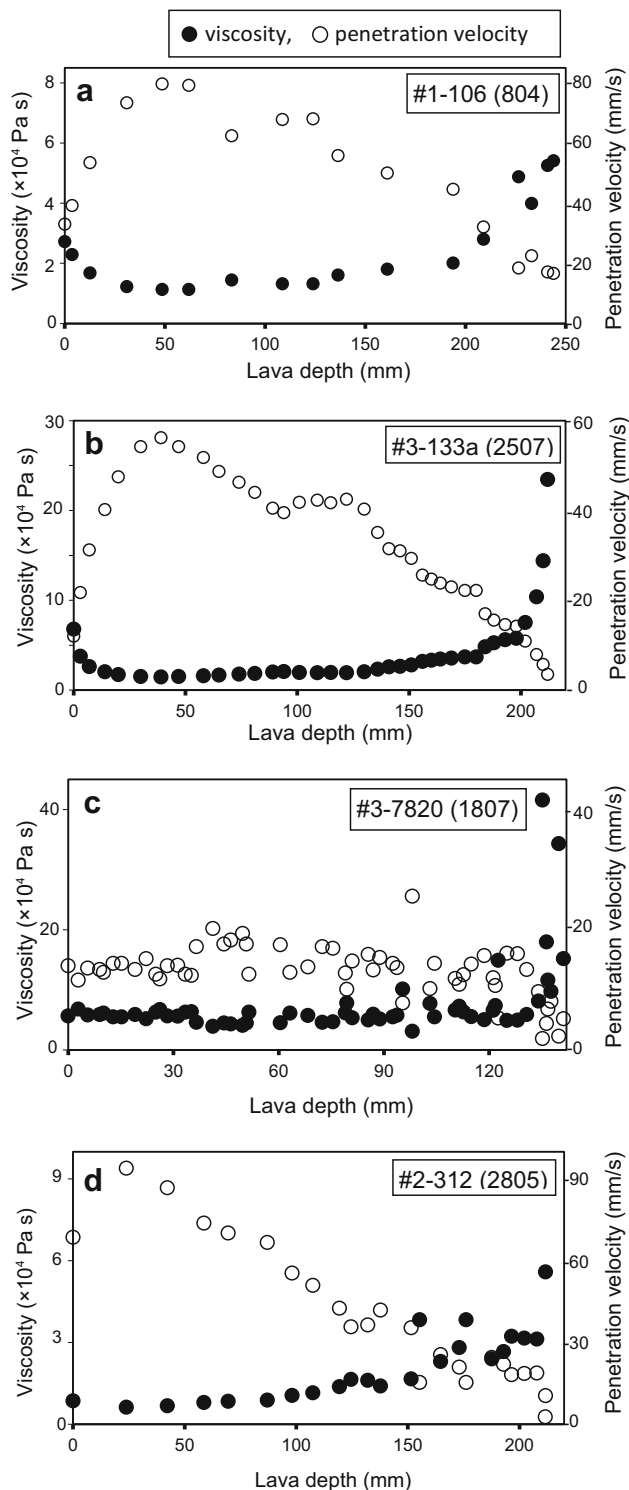 ● viscosity, ○ penetration velocity
a
#1-106 (804)
Viscosity (×10⁴ Pa s)
8
6
4
2
0
80
60
40
20
0
Penetration velocity (mm/s)
0 50 100 150 200 250
Lava depth (mm)
b
#3-133a (2507)
Viscosity (×10⁴ Pa s)
30
20
10
0
60
40
20
0
Penetration velocity (mm/s)
0 50 100 150 200
Lava depth (mm)
c
#3-7820 (1807)
Viscosity (×10⁴ Pa s)
40
20
0
40
20
0
Penetration velocity (mm/s)
0 30 60 90 120
Lava depth (mm)
d
#2-312 (2805)
Viscosity (×10⁴ Pa s)
9
6
3
0
90
60
30
0
Penetration velocity (mm/s)
0 50 100 150 200
Lava depth (mm)